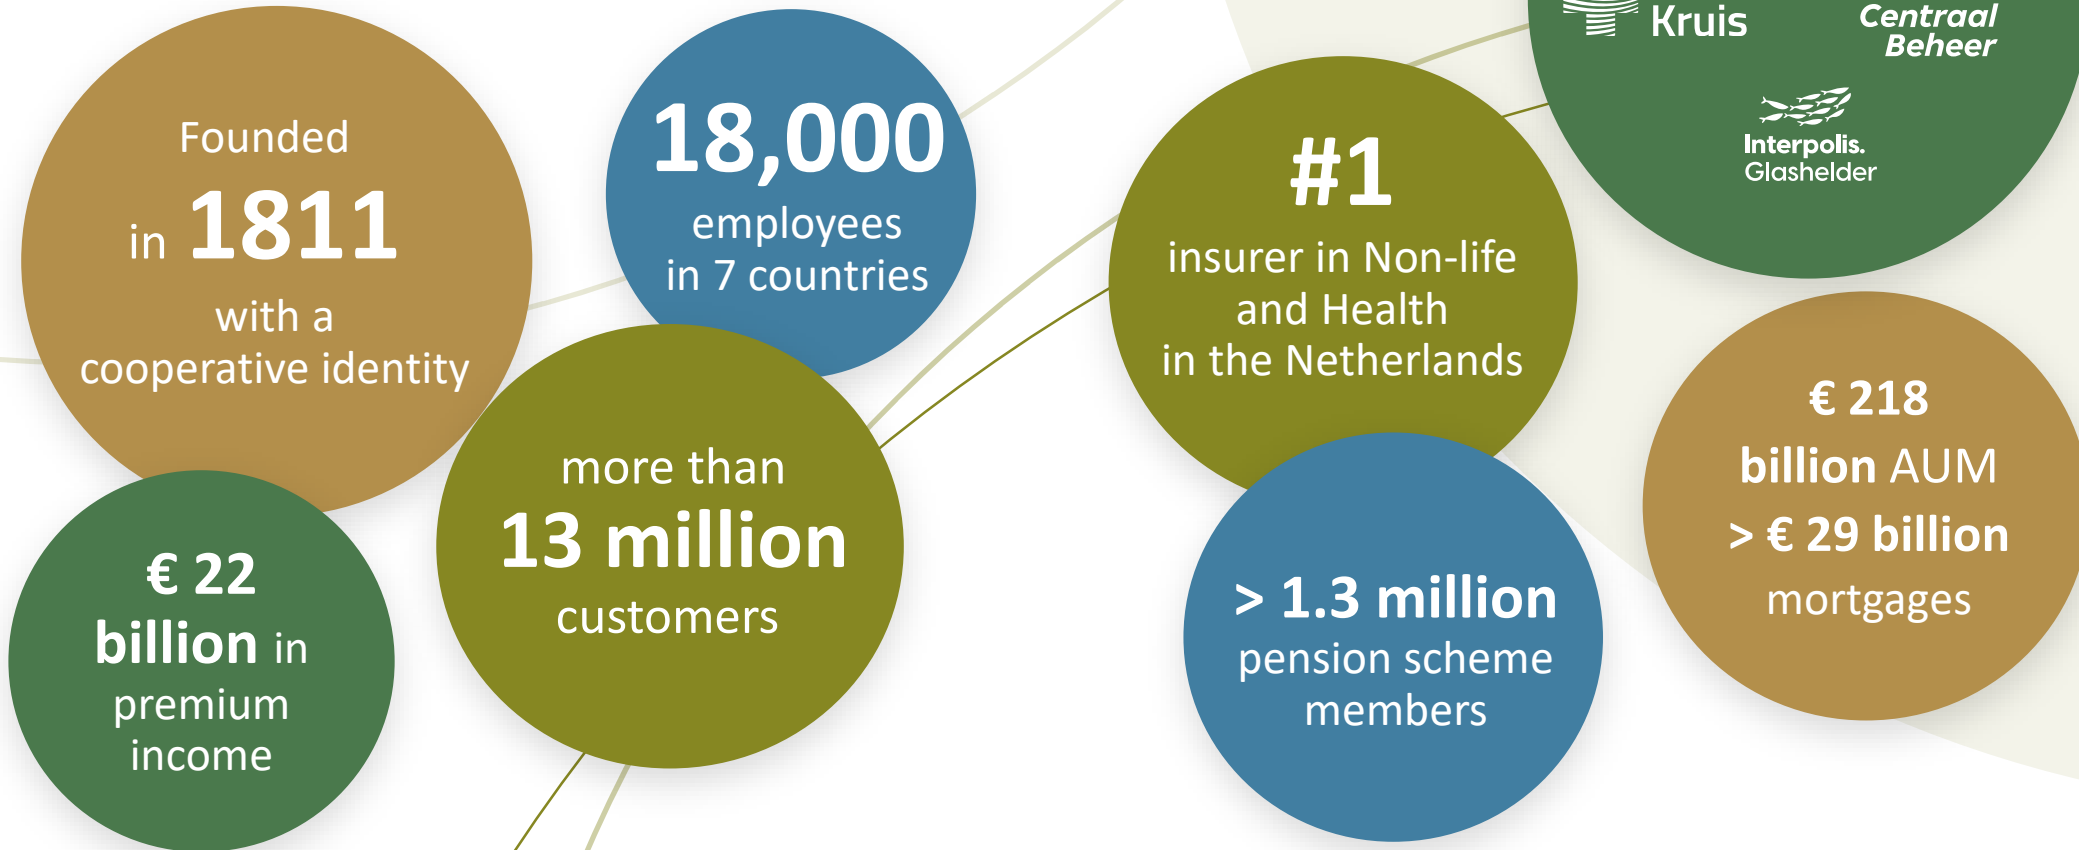 Founded
in 1811
with a
cooperative identity
18,000
employees
in 7 countries
€ 22
billion in
premium
income
more than
13 million
customers
#1
insurer in Non-life
and Health
in the Netherlands
> 1.3 million
pension scheme
members
Kruis
Centraal
Beheer
Interpolis.
Glashelder
€ 218
billion AUM
> € 29 billion
mortgages